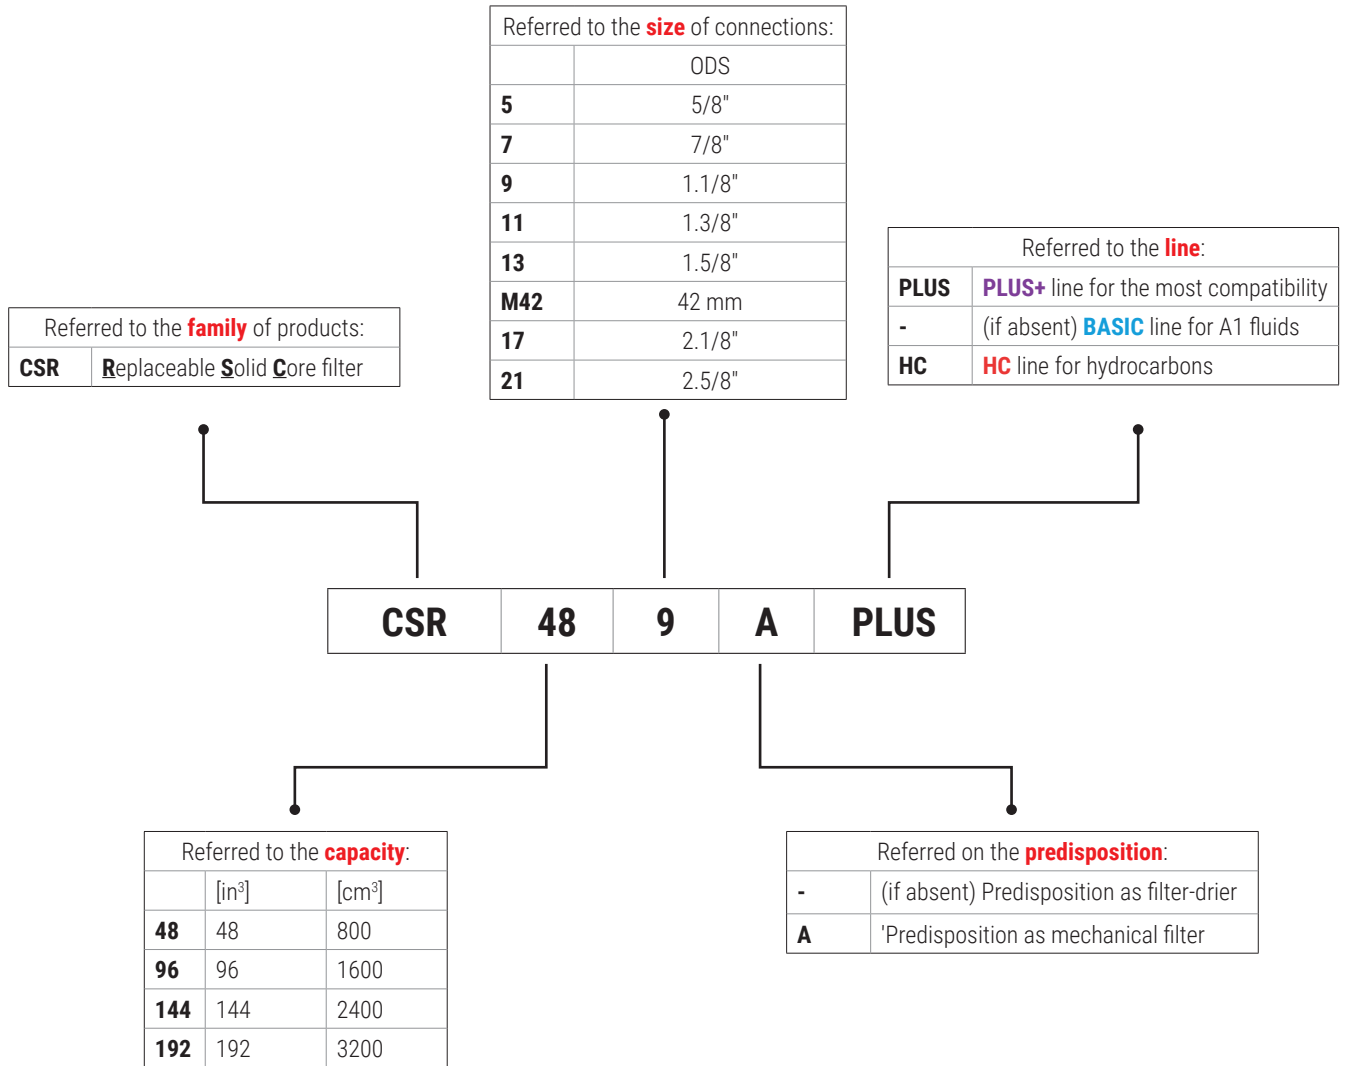 Referred to the size of connections:
ODS
5 5/8"
7 7/8"
9 1.1/8"
11 1.3/8"
13 1.5/8"
M42 42 mm
17 2.1/8"
21 2.5/8"
Referred to the line:
PLUS PLUS+ line for the most compatibility
- (if absent) BASIC line for A1 fluids
HC HC line for hydrocarbons
Referred to the family of products:
CSR Replaceable Solid Core filter
CSR 48 9 A PLUS
Referred to the capacity:
[in³] [cm³]
48 48 800
96 96 1600
144 144 2400
192 192 3200
Referred on the predisposition:
- (if absent) Predisposition as filter-drier
A 'Predisposition as mechanical filter